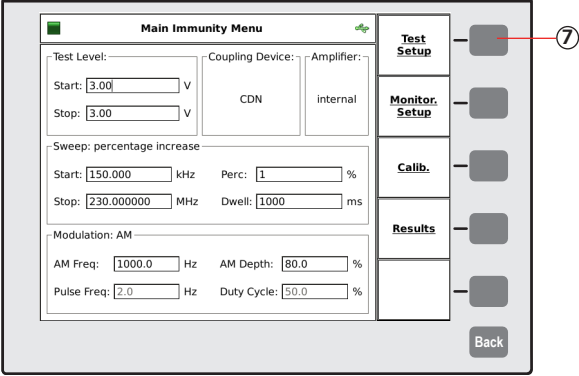 Main Immunity Menu
Test Setup
⑦
Test Level:
Coupling Device:
Amplifier:
Start: 3.00 V
CDN
internal
Stop: 3.00 V
Monitor. Setup
Sweep: percentage increase
Start: 150.000 kHz Perc: 1 %
Calib.
Stop: 230.000000 MHz Dwell: 1000 ms
Results
Modulation: AM
AM Freq: 1000.0 Hz AM Depth: 80.0 %
Pulse Freq: 2.0 Hz Duty Cycle: 50.0 %
Back